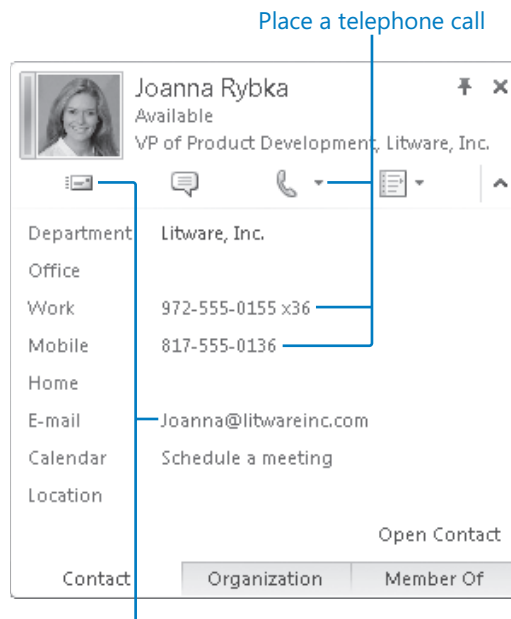 Place a telephone call
Joanna Rybka
Available
VP of Product Development, Litware, Inc.
Department Litware, Inc.
Office
Work 972-555-0155 x36
Mobile 817-555-0136
Home
E-mail Joanna@litwareinc.com
Calendar Schedule a meeting
Location
Open Contact
Contact Organization Member Of